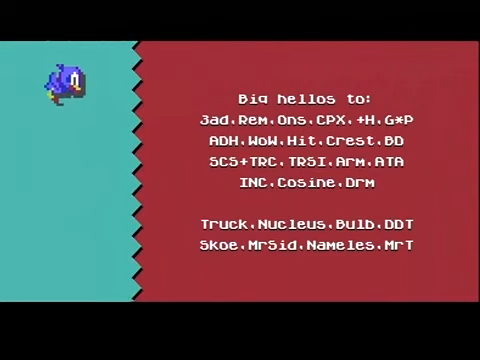 Big hellos to:
3ad.Rem.Ons.CPX.+H.G*P
ADH.WoW.Hit.Crest.BD
SCS+TRC.TRSI.Arm.ATA
INC.Cosine.Drm
Truck.Nucleus.Bulb.DDT
Skoe.MrSid.Nameles.MrT